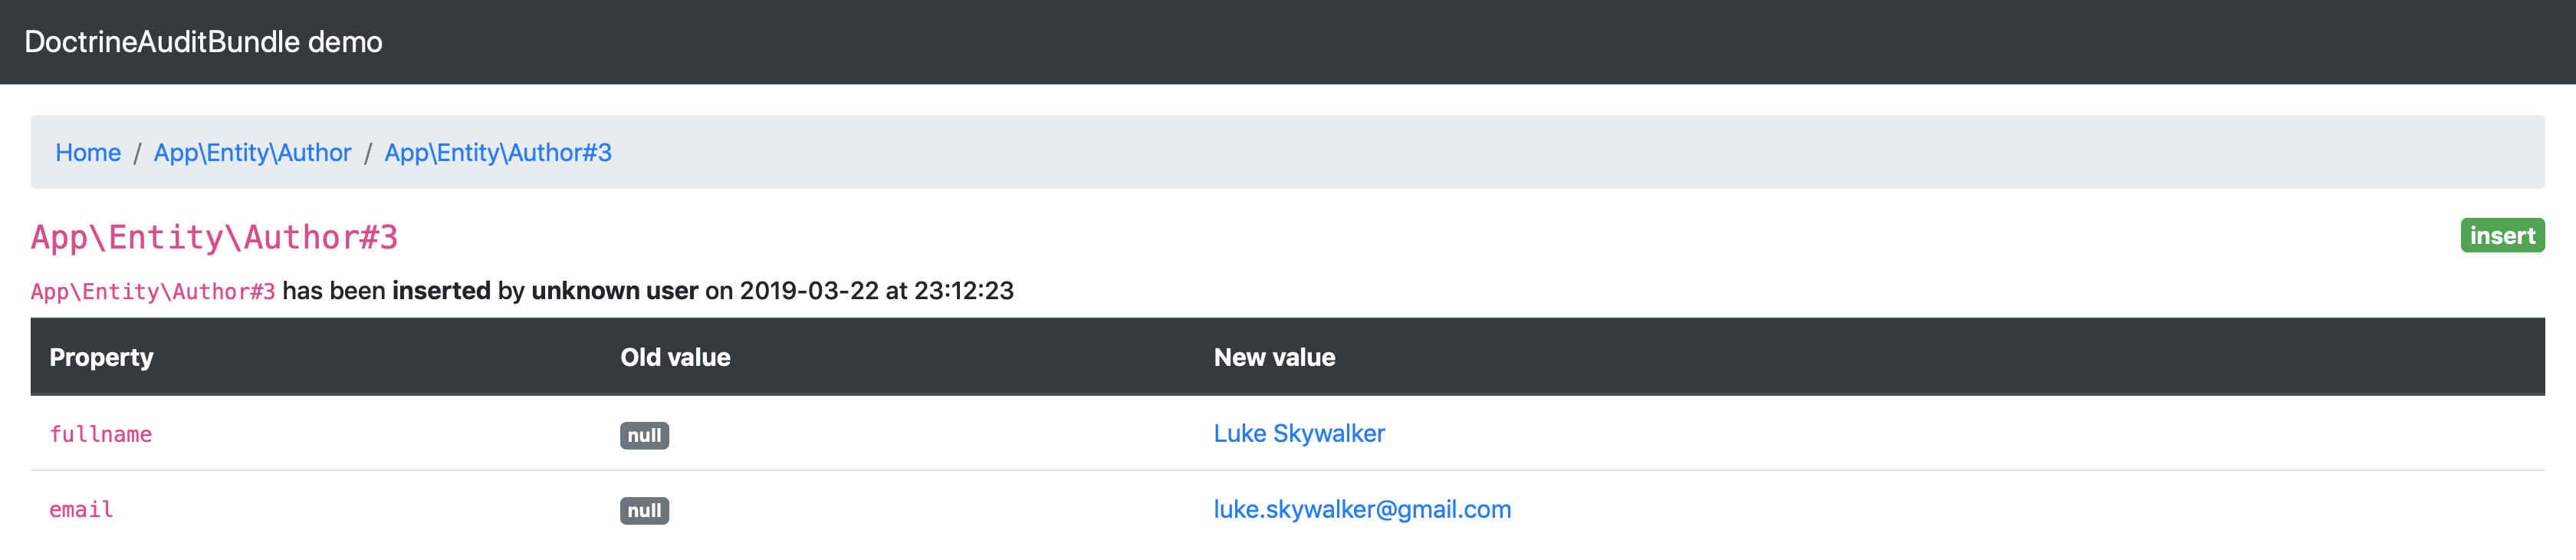 DoctrineAuditBundle demo
Home / App\Entity\Author / App\Entity\Author#3
App\Entity\Author#3 insert
App\Entity\Author#3 has been inserted by unknown user on 2019-03-22 at 23:12:23
Property Old value New value
fullname null Luke Skywalker
email null luke.skywalker@gmail.com